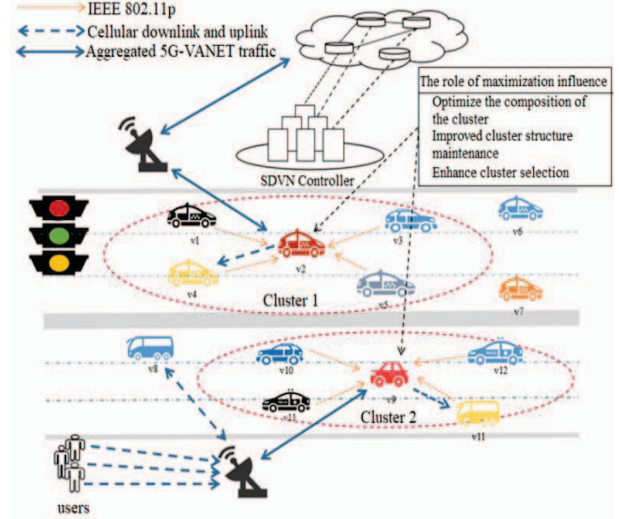 IEEE 802.11p
Cellular downlink and uplink
Aggregated 5G-VANET traffic
The role of maximization influence
Optimize the composition of
the cluster
Improved cluster structure
maintenance
Enhance cluster selection
SDVN Controller
v1
v2
v3
v4
v5
v6
v7
Cluster 1
v8
v10
v12
v9
v11
Cluster 2
v11
users